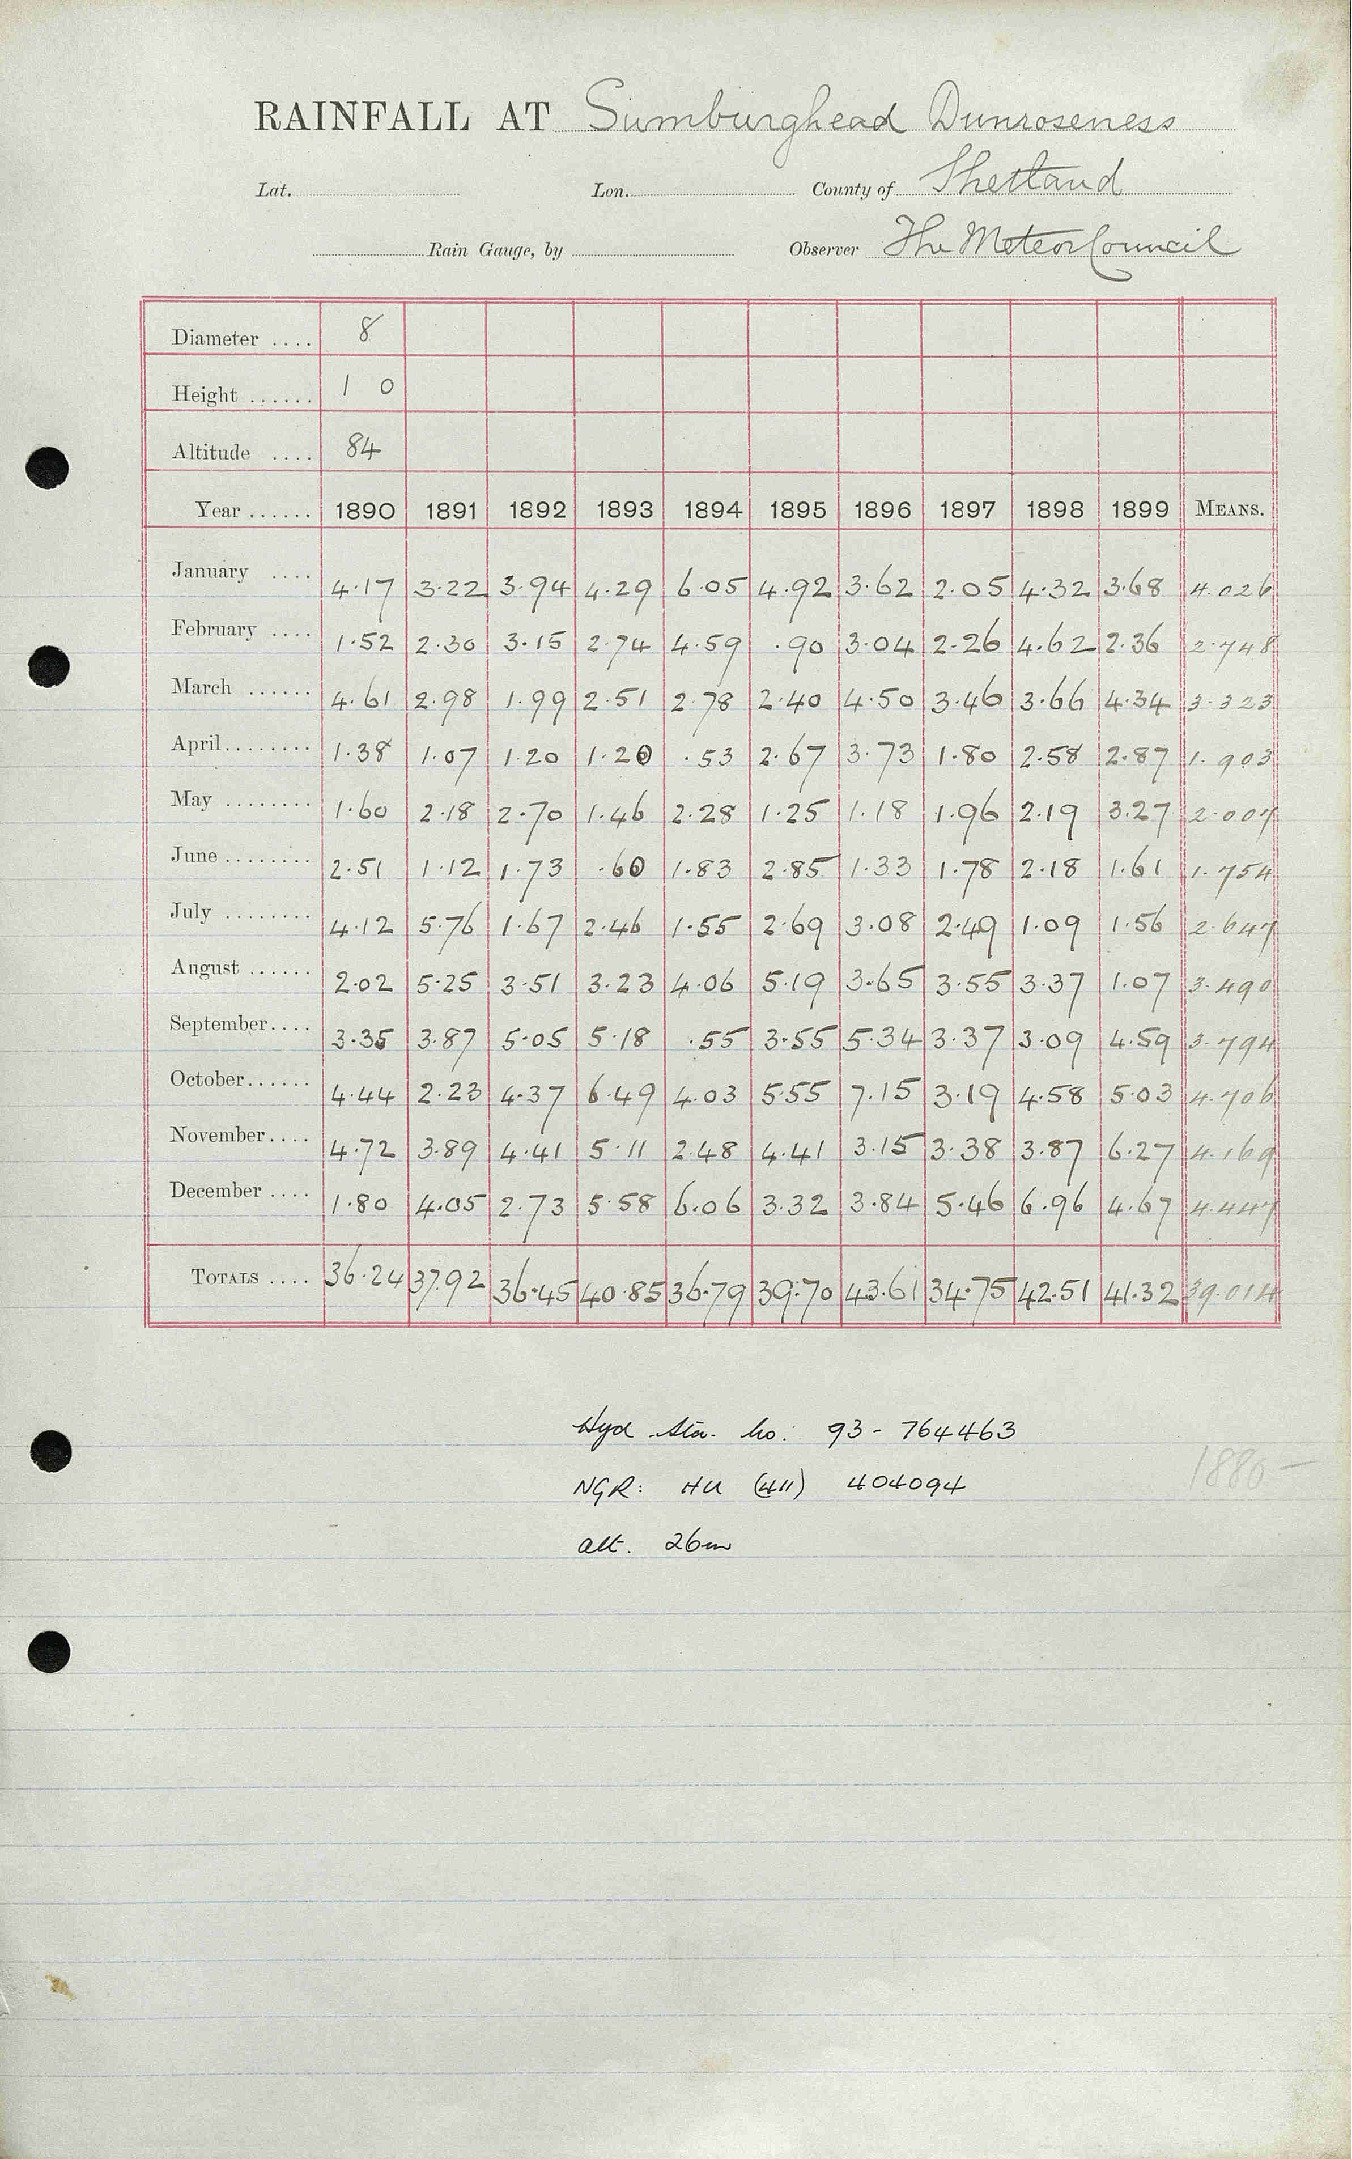 RAINFALL AT Sumburghead Dunroseness
Lat. Lon. County of Shetland
Rain Gauge, by Observer The Meteor Council
Diameter .... 8
Height ...... 1 0
Altitude .... 84
Year ...... 1890 1891 1892 1893 1894 1895 1896 1897 1898 1899 MEANS.
January .... 4.17 3.22 3.94 4.29 6.05 4.92 3.62 2.05 4.32 3.68 4.026
February .... 1.52 2.30 3.15 2.74 4.59 .90 3.04 2.26 4.62 2.36 2.748
March ...... 4.61 2.98 1.99 2.51 2.78 2.40 4.50 3.46 3.66 4.34 3.323
April ........ 1.38 1.07 1.20 1.20 .53 2.67 3.73 1.80 2.58 2.87 1.903
May ........ 1.60 2.18 2.70 1.46 2.28 1.25 1.18 1.96 2.19 3.27 2.007
June ........ 2.51 1.12 1.73 .60 1.83 2.85 1.33 1.78 2.18 1.61 1.754
July ........ 4.12 5.76 1.67 2.46 1.55 2.69 3.08 2.49 1.09 1.56 2.647
August ...... 2.02 5.25 3.51 3.23 4.06 5.19 3.65 3.55 3.37 1.07 3.490
September.... 3.35 3.87 5.05 5.18 .55 3.55 5.34 3.37 3.09 4.59 3.794
October...... 4.44 2.23 4.37 6.49 4.03 5.55 7.15 3.19 4.58 5.03 4.706
November.... 4.72 3.89 4.41 5.11 2.48 4.41 3.15 3.38 3.87 6.27 4.169
December .... 1.80 4.05 2.73 5.58 6.06 3.32 3.84 5.46 6.96 4.67 4.447
TOTALS .... 36.24 37.92 36.45 40.85 36.79 39.70 43.61 34.75 42.51 41.32 39.014
Hyd. Sta. No: 93 - 764463
1880 -
NGR: HU (411) 404094
alt. 26m